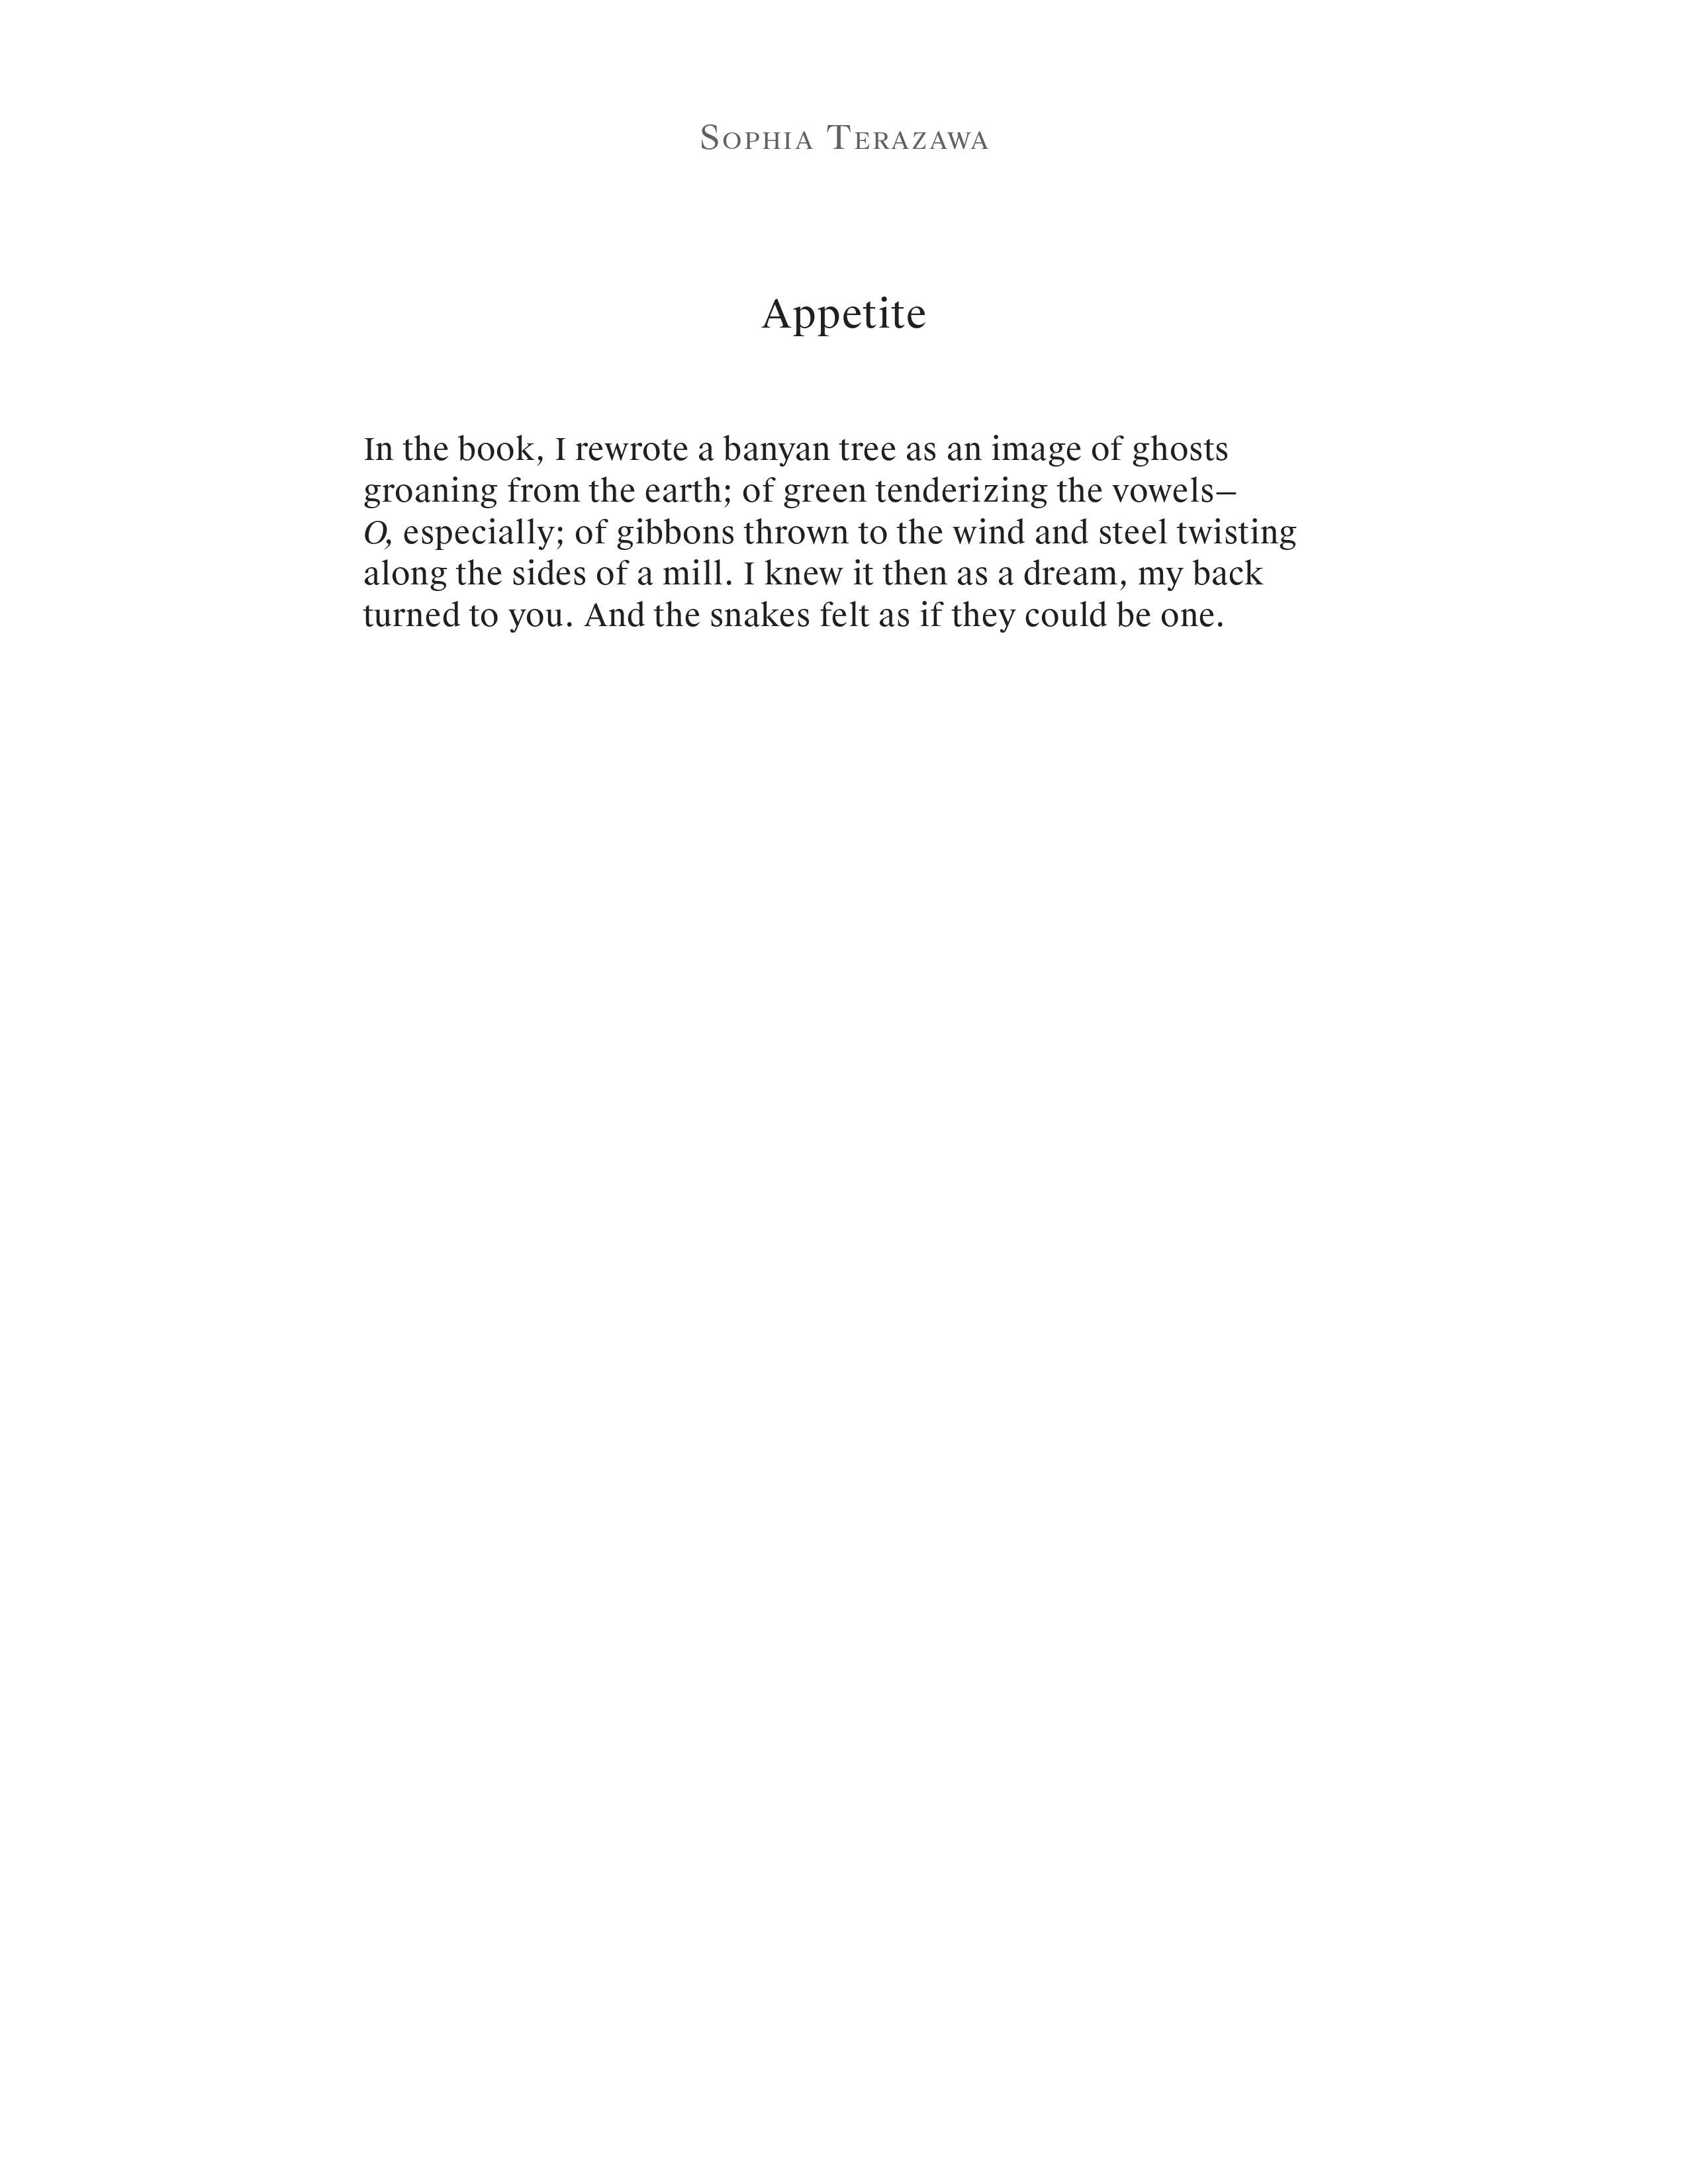 Sophia Terazawa
Appetite
In the book, I rewrote a banyan tree as an image of ghosts
groaning from the earth; of green tenderizing the vowels–
O, especially; of gibbons thrown to the wind and steel twisting
along the sides of a mill. I knew it then as a dream, my back
turned to you. And the snakes felt as if they could be one.